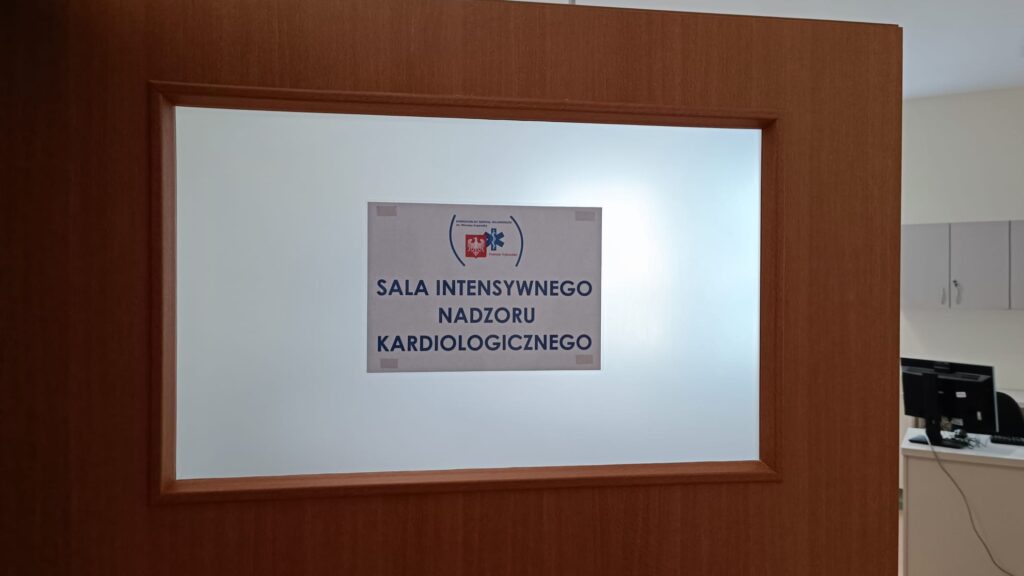 SALA INTENSYWNEGO
NADZORU
KARDIOLOGICZNEGO